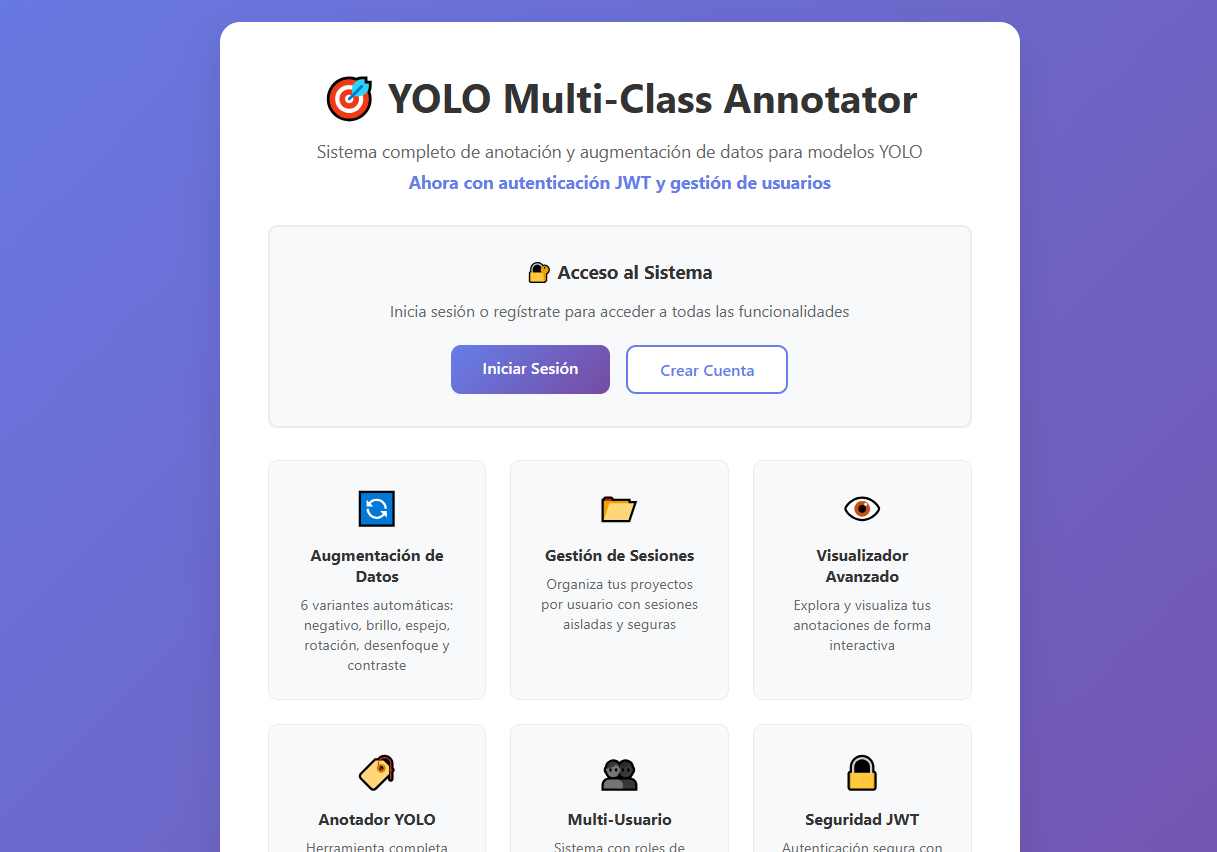 YOLO Multi-Class Annotator
Sistema completo de anotación y augmentación de datos para modelos YOLO
Ahora con autenticación JWT y gestión de usuarios
Acceso al Sistema
Inicia sesión o regístrate para acceder a todas las funcionalidades
Iniciar Sesión
Crear Cuenta
Augmentación de
Datos
6 variantes automáticas:
negativo, brillo, espejo,
rotación, desenfoque y
contraste
Gestión de Sesiones
Organiza tus proyectos
por usuario con sesiones
aisladas y seguras
Visualizador
Avanzado
Explora y visualiza tus
anotaciones de forma
interactiva
Anotador YOLO
Herramienta completa
Multi-Usuario
Sistema con roles de
Seguridad JWT
Autenticación segura con